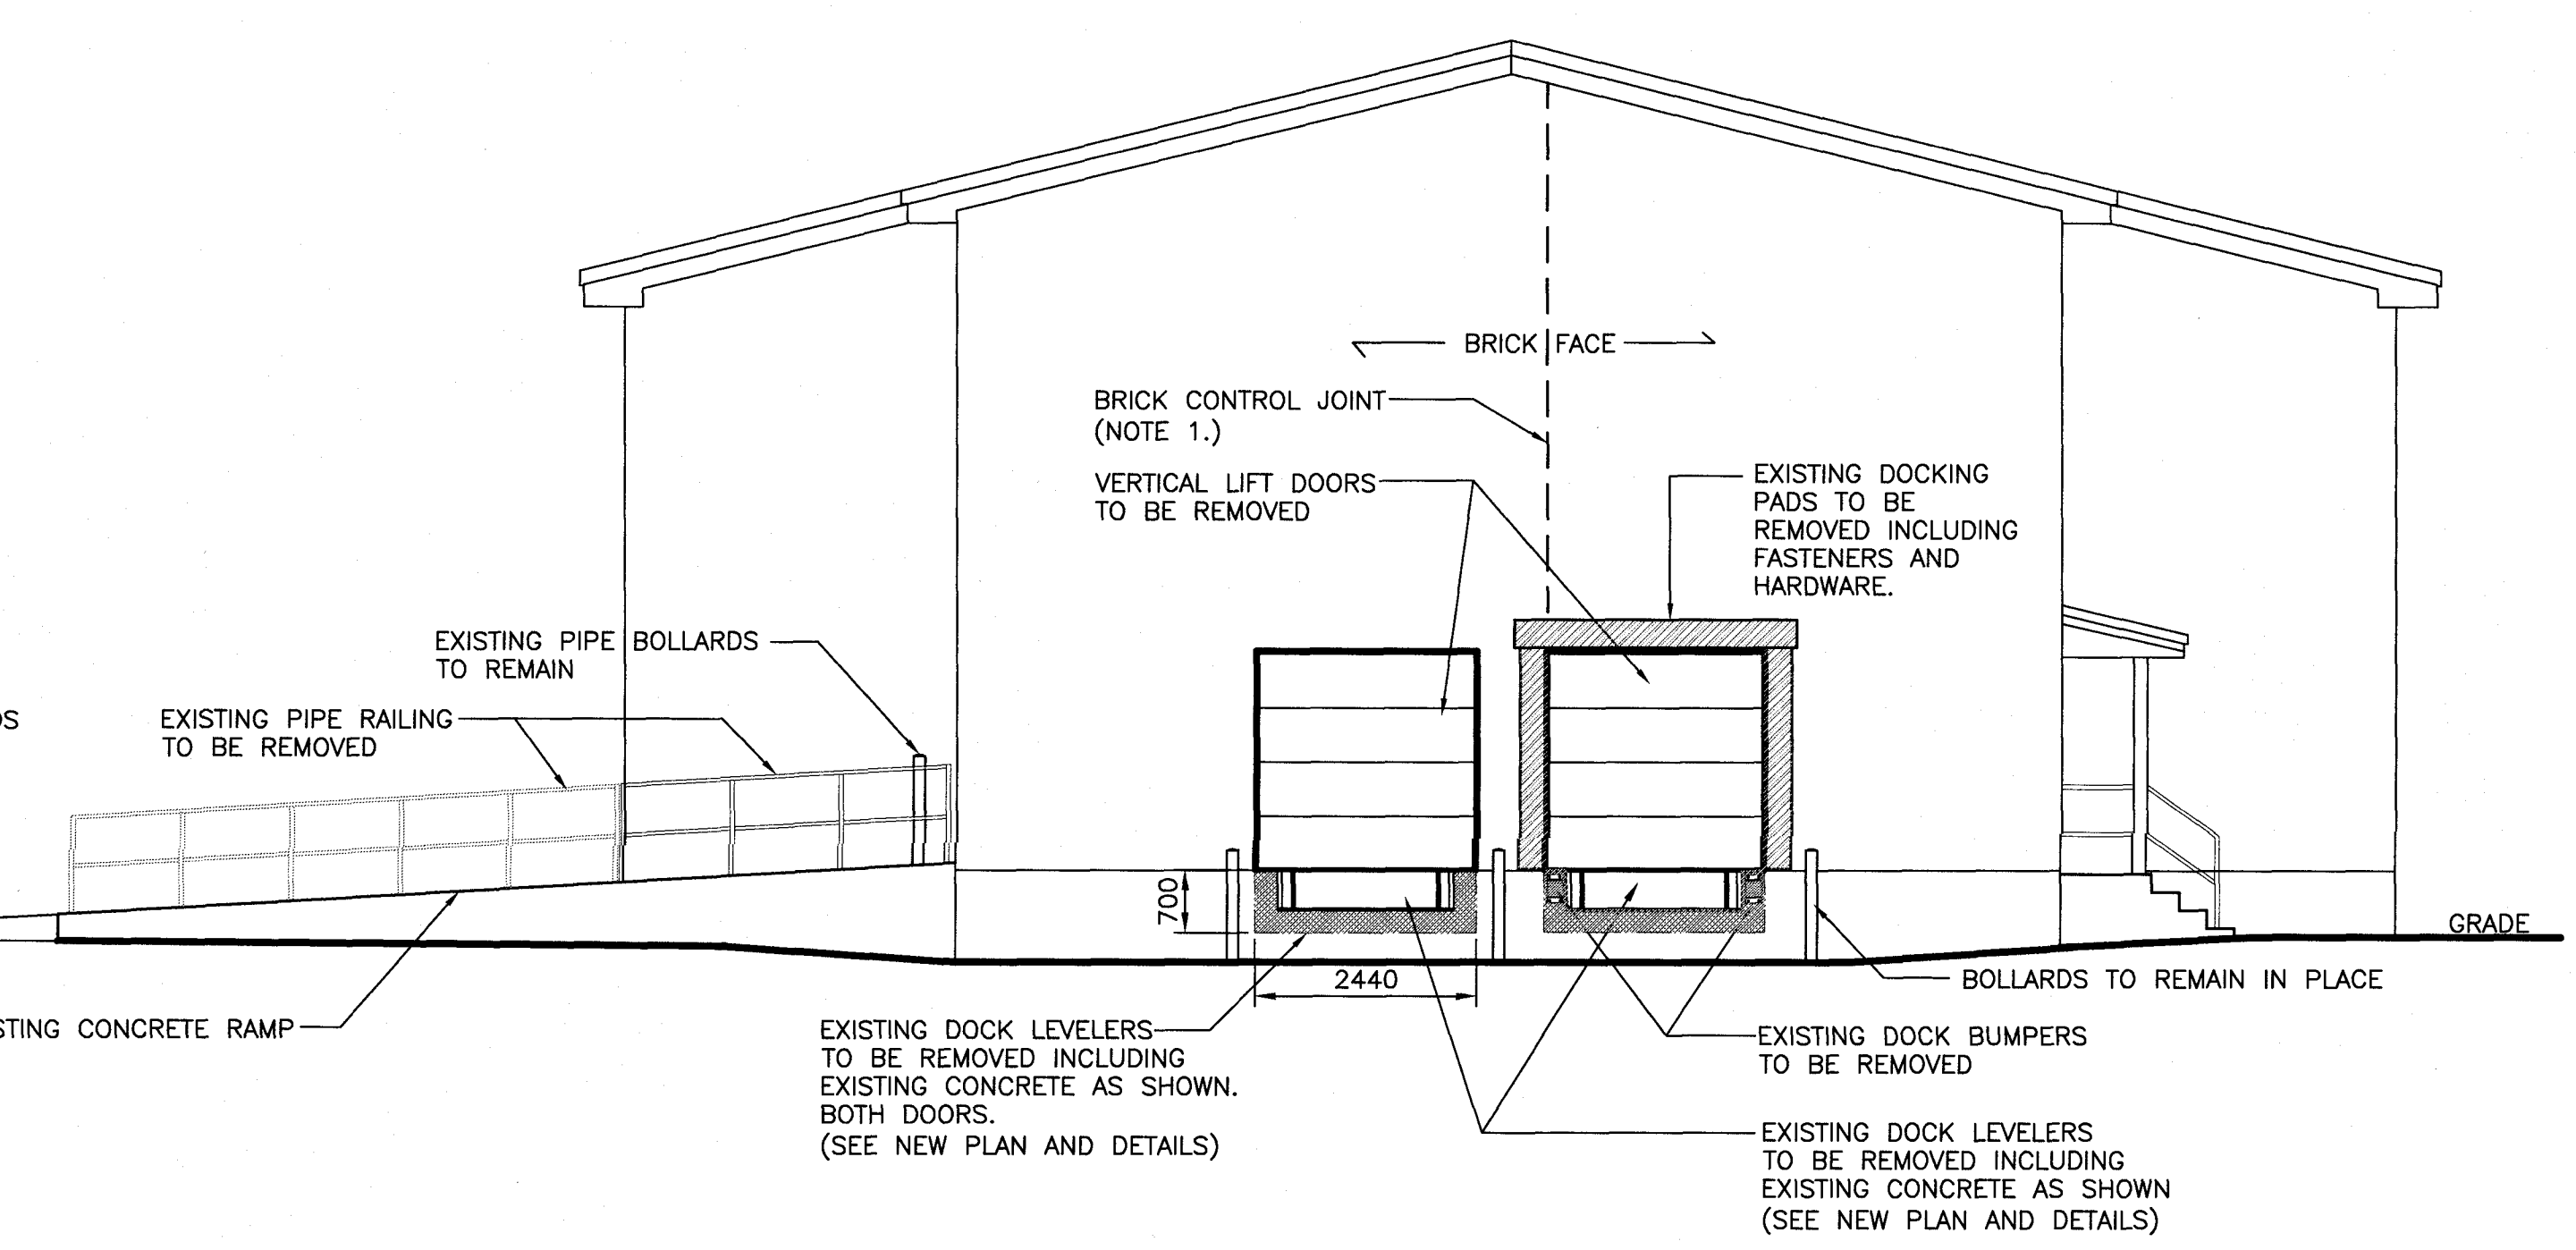 BRICK FACE
BRICK CONTROL JOINT
(NOTE 1.)
VERTICAL LIFT DOORS
TO BE REMOVED
EXISTING DOCKING
PADS TO BE
REMOVED INCLUDING
FASTENERS AND
HARDWARE.
EXISTING PIPE BOLLARDS
TO REMAIN
EXISTING PIPE RAILING
TO BE REMOVED
700
2440
GRADE
BOLLARDS TO REMAIN IN PLACE
STING CONCRETE RAMP
EXISTING DOCK LEVELERS
TO BE REMOVED INCLUDING
EXISTING CONCRETE AS SHOWN.
BOTH DOORS.
(SEE NEW PLAN AND DETAILS)
EXISTING DOCK BUMPERS
TO BE REMOVED
EXISTING DOCK LEVELERS
TO BE REMOVED INCLUDING
EXISTING CONCRETE AS SHOWN
(SEE NEW PLAN AND DETAILS)